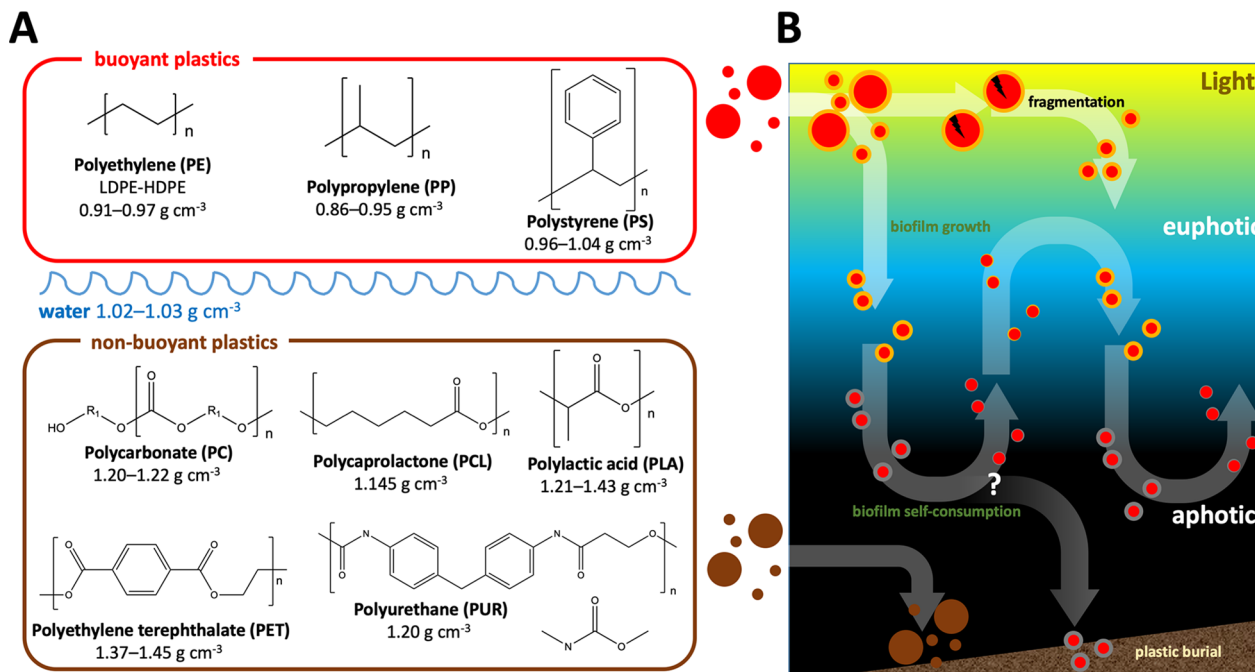 A
buoyant plastics
n
Polyethylene (PE)
LDPE-HDPE
0.91–0.97 g cm⁻³
n
Polypropylene (PP)
0.86–0.95 g cm⁻³
n
Polystyrene (PS)
0.96–1.04 g cm⁻³
water 1.02–1.03 g cm⁻³
non-buoyant plastics
HO R₁ O O O R₁ O n
Polycarbonate (PC)
1.20–1.22 g cm⁻³
O O n
Polycaprolactone (PCL)
1.145 g cm⁻³
O O n
Polylactic acid (PLA)
1.21–1.43 g cm⁻³
O O O O n
Polyethylene terephthalate (PET)
1.37–1.45 g cm⁻³
O H N H N O O n
Polyurethane (PUR)
1.20 g cm⁻³
O N H O
B
Light
fragmentation
biofilm growth
euphotic
?
biofilm self-consumption
aphotic
plastic burial